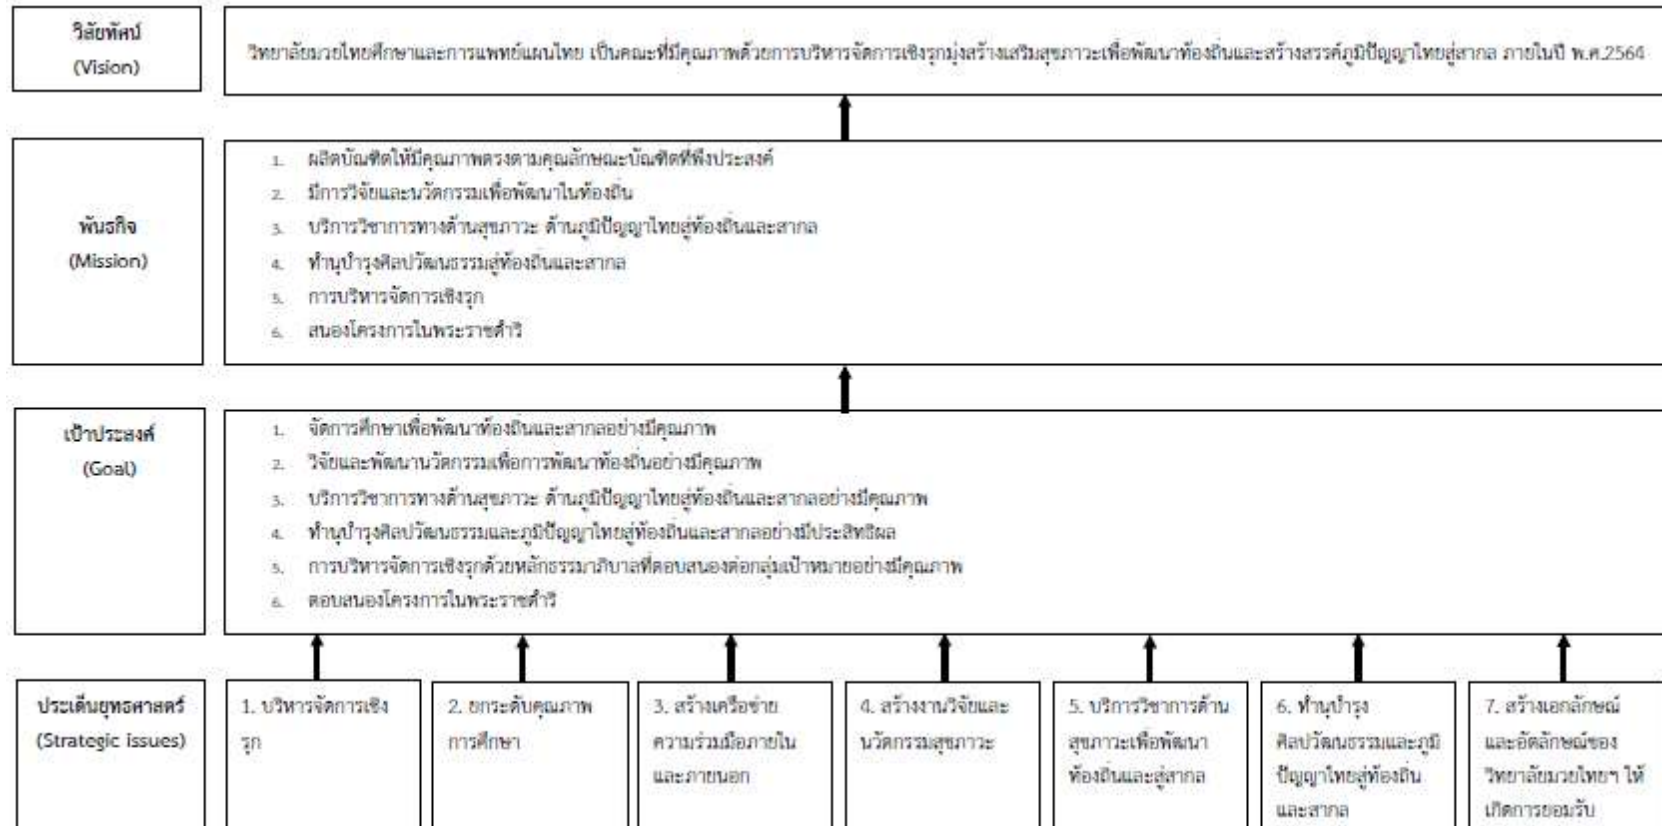 วิสัยทัศน์
(Vision)
วิทยาลัยมวยไทยศึกษาและการแพทย์แผนไทย เป็นคณะที่มีคุณภาพด้วยการบริหารจัดการเชิงรุกมุ่งสร้างเสริมสุขภาวะเพื่อพัฒนาท้องถิ่นและสร้างสรรค์ภูมิปัญญาไทยสู่สากล ภายในปี พ.ศ.2564
พันธกิจ
(Mission)
1. ผลิตบัณฑิตให้มีคุณภาพตรงตามคุณลักษณะบัณฑิตที่พึงประสงค์
2. มีการวิจัยและนวัตกรรมเพื่อพัฒนาในท้องถิ่น
3. บริการวิชาการทางด้านสุขภาวะ ด้านภูมิปัญญาไทยสู่ท้องถิ่นและสากล
4. ทำนุบำรุงศิลปวัฒนธรรมสู่ท้องถิ่นและสากล
5. การบริหารจัดการเชิงรุก
6. สนองโครงการในพระราชดำริ
เป้าประสงค์
(Goal)
1. จัดการศึกษาเพื่อพัฒนาท้องถิ่นและสากลอย่างมีคุณภาพ
2. วิจัยและพัฒนานวัตกรรมเพื่อการพัฒนาท้องถิ่นอย่างมีคุณภาพ
3. บริการวิชาการทางด้านสุขภาวะ ด้านภูมิปัญญาไทยสู่ท้องถิ่นและสากลอย่างมีคุณภาพ
4. ทำนุบำรุงศิลปวัฒนธรรมและภูมิปัญญาไทยสู่ท้องถิ่นและสากลอย่างมีประสิทธิผล
5. การบริหารจัดการเชิงรุกด้วยหลักธรรมาภิบาลที่ตอบสนองต่อกลุ่มเป้าหมายอย่างมีคุณภาพ
6. ตอบสนองโครงการในพระราชดำริ
ประเด็นยุทธศาสตร์
(Strategic issues)
1. บริหารจัดการเชิง
รุก
2. ยกระดับคุณภาพ
การศึกษา
3. สร้างเครือข่าย
ความร่วมมือภายใน
และภายนอก
4. สร้างงานวิจัยและ
นวัตกรรมสุขภาวะ
5. บริการวิชาการด้าน
สุขภาวะเพื่อพัฒนา
ท้องถิ่นและสู่สากล
6. ทำนุบำรุง
ศิลปวัฒนธรรมและภูมิ
ปัญญาไทยสู่ท้องถิ่น
และสากล
7. สร้างเอกลักษณ์
และอัตลักษณ์ของ
วิทยาลัยมวยไทยฯ ให้
เกิดการยอมรับ